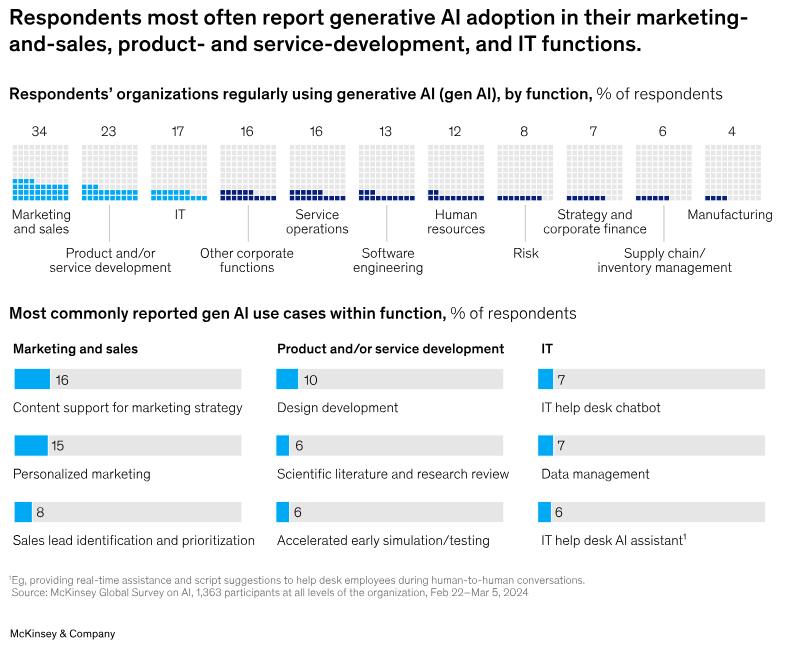 Respondents most often report generative AI adoption in their marketing-
and-sales, product- and service-development, and IT functions.
Respondents’ organizations regularly using generative AI (gen AI), by function, % of respondents
34 23 17 16 16 13 12 8 7 6 4
Marketing
and sales
Product and/or
service development
IT
Other corporate
functions
Service
operations
Software
engineering
Human
resources
Risk
Strategy and
corporate finance
Supply chain/
inventory management
Manufacturing
Most commonly reported gen AI use cases within function, % of respondents
Marketing and sales
16
Content support for marketing strategy
15
Personalized marketing
8
Sales lead identification and prioritization
Product and/or service development
10
Design development
6
Scientific literature and research review
6
Accelerated early simulation/testing
IT
7
IT help desk chatbot
7
Data management
6
IT help desk AI assistant¹
¹Eg, providing real-time assistance and script suggestions to help desk employees during human-to-human conversations.
Source: McKinsey Global Survey on AI, 1,363 participants at all levels of the organization, Feb 22–Mar 5, 2024
McKinsey & Company